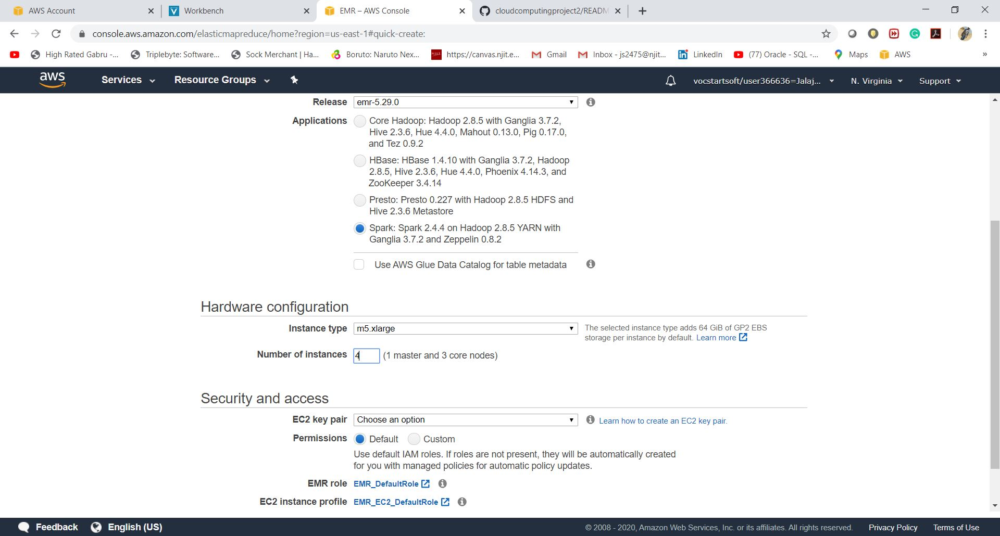 AWS Account
Workbench
EMR – AWS Console
cloudcomputingproject2/READM
console.aws.amazon.com/elasticmapreduce/home?region=us-east-1#quick-create:
High Rated Gabru -...
Triplebyte: Software...
Sock Merchant | Ha...
Boruto: Naruto Nex...
https://canvas.njit.e...
Gmail
Inbox - js2475@njit...
LinkedIn
(77) Oracle - SQL -...
Maps
AWS
»
aws
Services
Resource Groups
vocstartsoft/user366636=Jalaj...
N. Virginia
Support
Release
emr-5.29.0
Applications
Core Hadoop: Hadoop 2.8.5 with Ganglia 3.7.2,
Hive 2.3.6, Hue 4.4.0, Mahout 0.13.0, Pig 0.17.0,
and Tez 0.9.2
HBase: HBase 1.4.10 with Ganglia 3.7.2, Hadoop
2.8.5, Hive 2.3.6, Hue 4.4.0, Phoenix 4.14.3, and
ZooKeeper 3.4.14
Presto: Presto 0.227 with Hadoop 2.8.5 HDFS and
Hive 2.3.6 Metastore
Spark: Spark 2.4.4 on Hadoop 2.8.5 YARN with
Ganglia 3.7.2 and Zeppelin 0.8.2
Use AWS Glue Data Catalog for table metadata
Hardware configuration
Instance type
m5.xlarge
The selected instance type adds 64 GiB of GP2 EBS
storage per instance by default. Learn more
Number of instances
4
(1 master and 3 core nodes)
Security and access
EC2 key pair
Choose an option
Learn how to create an EC2 key pair.
Permissions
Default
Custom
Use default IAM roles. If roles are not present, they will be automatically created
for you with managed policies for automatic policy updates.
EMR role
EMR_DefaultRole
EC2 instance profile
EMR_EC2_DefaultRole
Feedback
English (US)
© 2008 - 2020, Amazon Web Services, Inc. or its affiliates. All rights reserved.
Privacy Policy
Terms of Use